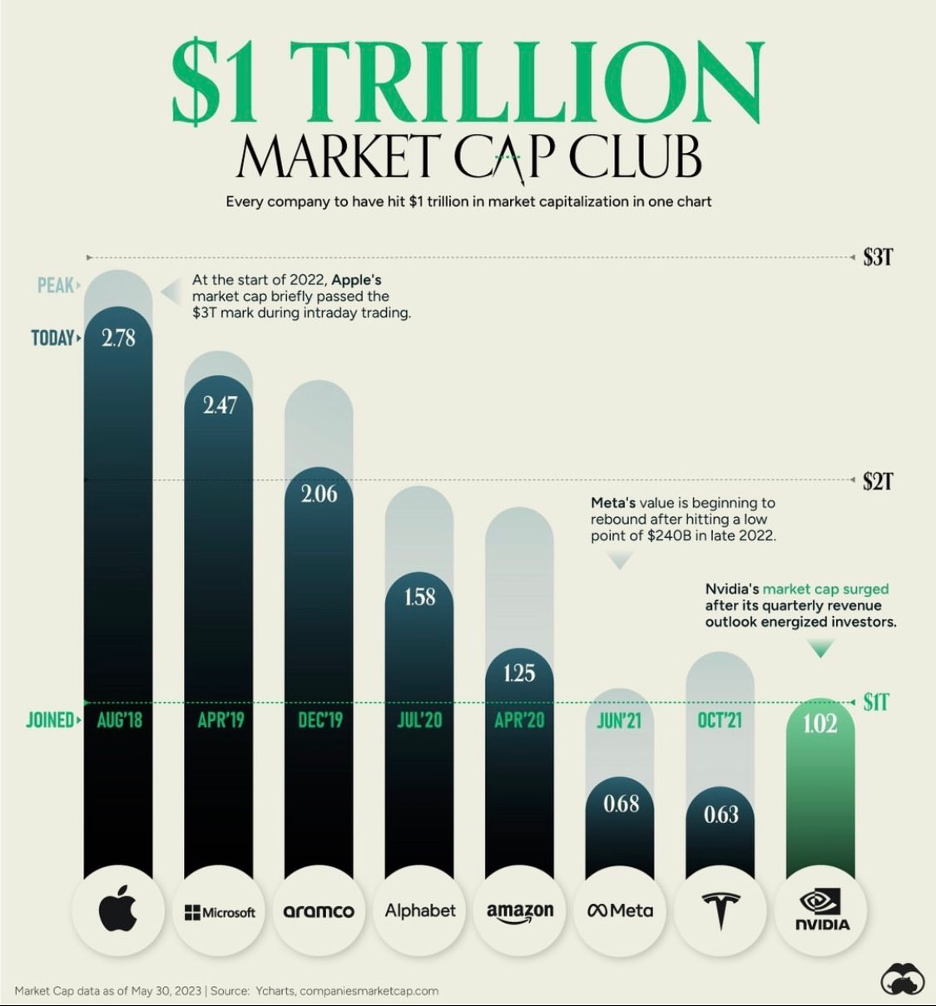 $1 TRILLION
MARKET CAP CLUB
Every company to have hit $1 trillion in market capitalization in one chart
$3T
PEAK
At the start of 2022, Apple's
market cap briefly passed the
$3T mark during intraday trading.
TODAY
2.78
2.47
2.06
$2T
Meta's value is beginning to
rebound after hitting a low
point of $240B in late 2022.
1.58
Nvidia's market cap surged
after its quarterly revenue
outlook energized investors.
1.25
$1T
JOINED
AUG'18
APR'19
DEC'19
JUL'20
APR'20
JUN'21
OCT'21
1.02
0.68
0.63
Microsoft
aramco
Alphabet
amazon
Meta
NVIDIA
Market Cap data as of May 30, 2023 | Source: Ycharts, companiesmarketcap.com